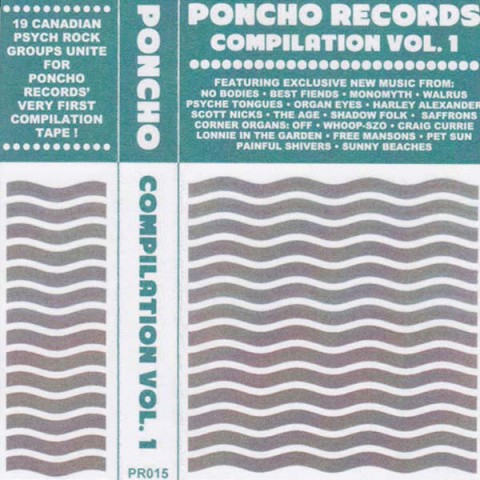 19 CANADIAN
PSYCH ROCK
GROUPS UNITE
FOR
PONCHO
RECORDS'
VERY FIRST
COMPILATION
TAPE !
PONCHO
COMPILATION VOL. 1
PR015
PONCHO RECORDS
COMPILATION VOL. 1
FEATURING EXCLUSIVE NEW MUSIC FROM:
NO BODIES • BEST FIENDS • MONOMYTH • WALRUS
PSYCHE TONGUES • ORGAN EYES • HARLEY ALEXANDER
SCOTT NICKS • THE AGE • SHADOW FOLK • SAFFRONS
CORNER ORGANS: OFF • WHOOP-SZO • CRAIG CURRIE
LONNIE IN THE GARDEN • FREE MANSONS • PET SUN
PAINFUL SHIVERS • SUNNY BEACHES